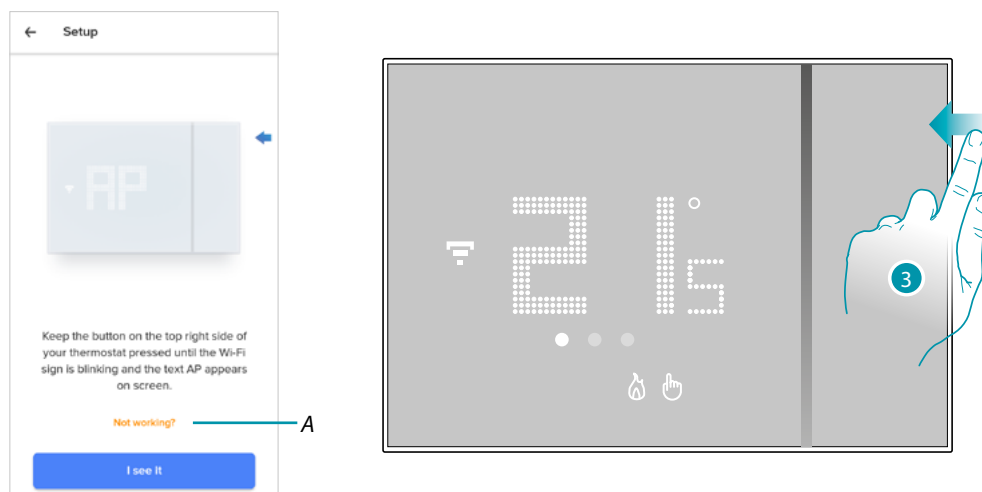 Setup
AP
Keep the button on the top right side of
your thermostat pressed until the Wi-Fi
sign is blinking and the text AP appears
on screen.
Not working?
A
I see It
21°5
3